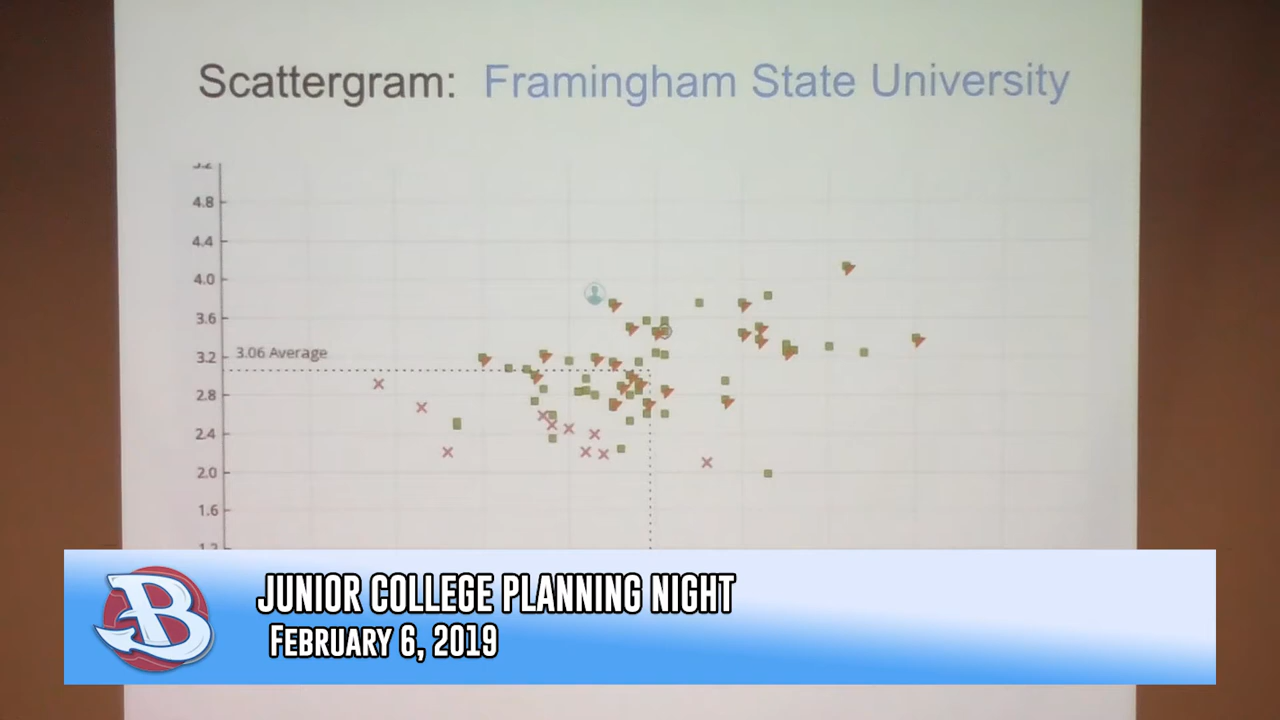 Scattergram: Framingham State University
4.8
4.4
4.0
3.6
3.2
3.06 Average
2.8
2.4
2.0
1.6
B
JUNIOR COLLEGE PLANNING NIGHT
FEBRUARY 6, 2019